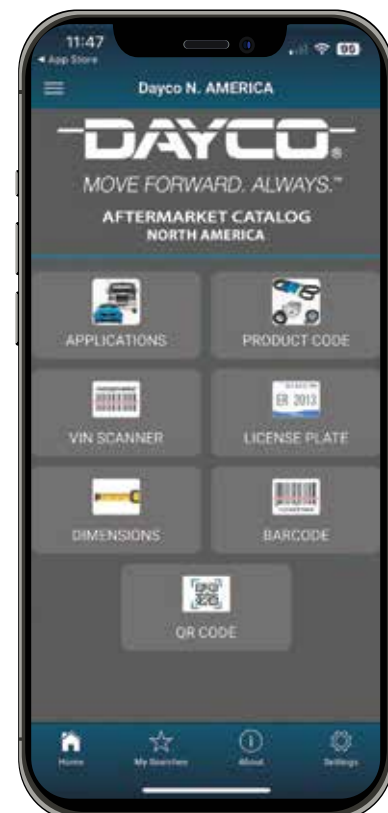 11:47
◀ App Store
99
Dayco N. AMERICA
DAYCO®
MOVE FORWARD. ALWAYS.™
AFTERMARKET CATALOG
NORTH AMERICA
APPLICATIONS
PRODUCT CODE
VIN SCANNER
ER 2013
LICENSE PLATE
DIMENSIONS
BARCODE
QR CODE
Home
My Searches
About
Settings